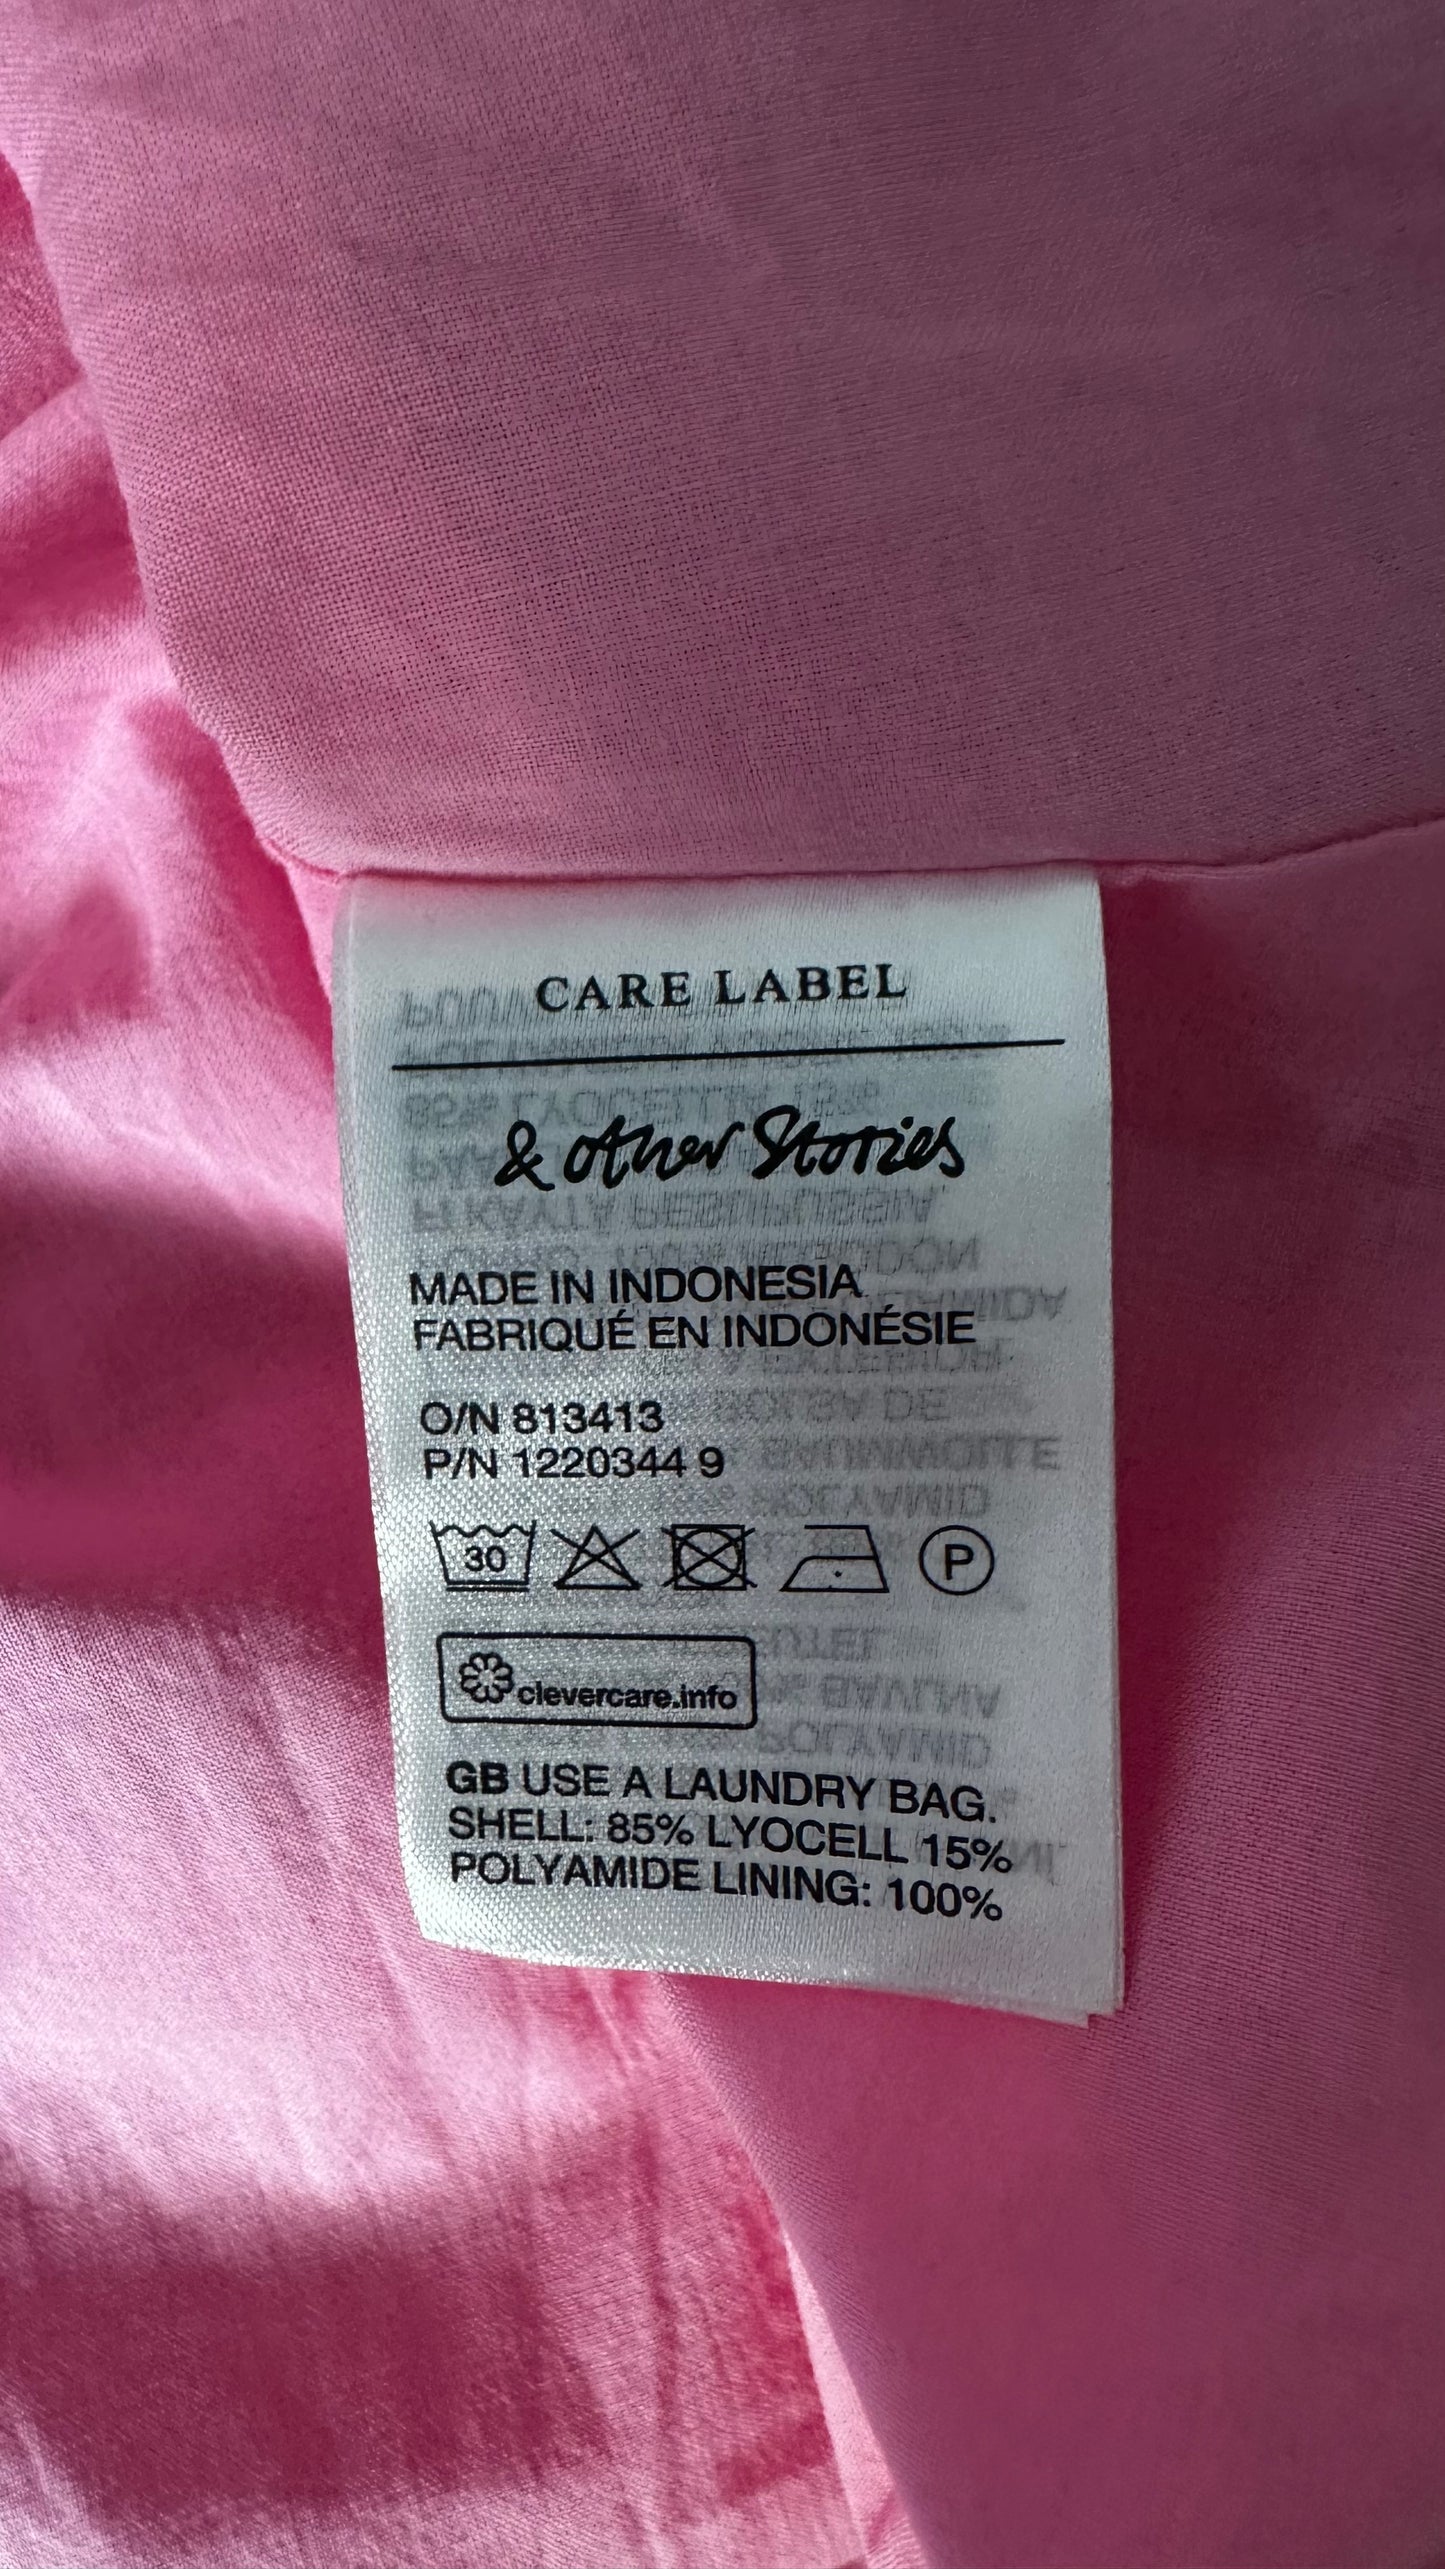 CARE LABEL
& other Stories
MADE IN INDONESIA
FABRIQUÉ EN INDONÉSIE
O/N 813413
P/N 1220344 9
30
P
clevercare.info
GB USE A LAUNDRY BAG.
SHELL: 85% LYOCELL 15%
POLYAMIDE LINING: 100%